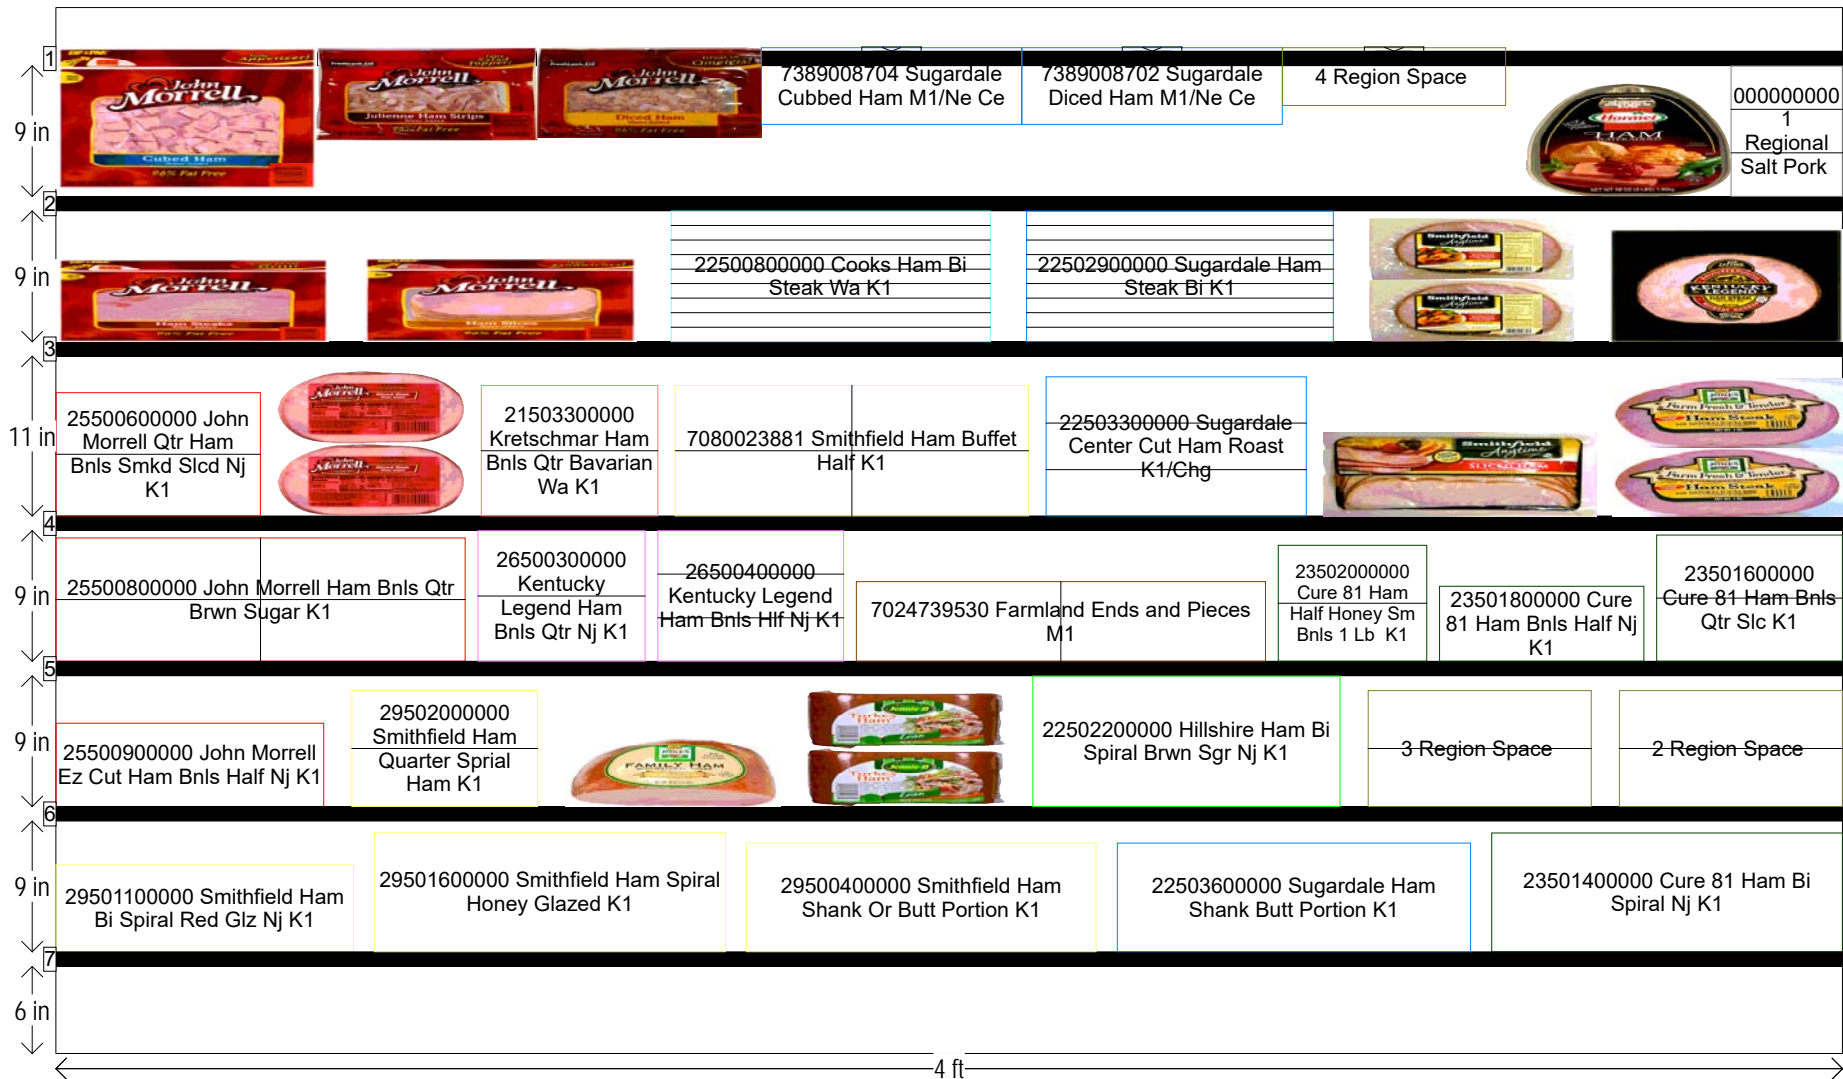 1
9 in
John
Morrell
Cubed Ham
96% Fat Free
John
Morrell
Julienne Ham Strips
96% Fat Free
John
Morrell
Diced Ham
96% Fat Free
7389008704 Sugardale
Cubbed Ham M1/Ne Ce
7389008702 Sugardale
Diced Ham M1/Ne Ce
4 Region Space
Hormel
HAM
000000000
1
Regional
Salt Pork
2
9 in
John
Morrell
Ham Steaks
96% Fat Free
John
Morrell
Ham Slices
96% Fat Free
22500800000 Cooks Ham Bi
Steak Wa K1
22502900000 Sugardale Ham
Steak Bi K1
Smithfield
Anytime
Smithfield
Anytime
KENTUCKY
LEGEND
HAM STEAK
3
11 in
25500600000 John
Morrell Qtr Ham
Bnls Smkd Slcd Nj
K1
John
Morrell
John
Morrell
21503300000
Kretschmar Ham
Bnls Qtr Bavarian
Wa K1
7080023881 Smithfield Ham Buffet
Half K1
22503300000 Sugardale
Center Cut Ham Roast
K1/Chg
Smithfield
Anytime
SLICED HAM
Farm Fresh & Tender
Ham Steak
Farm Fresh & Tender
Ham Steak
4
9 in
25500800000 John Morrell Ham Bnls Qtr
Brwn Sugar K1
26500300000
Kentucky
Legend Ham
Bnls Qtr Nj K1
26500400000
Kentucky Legend
Ham Bnls Hlf Nj K1
7024739530 Farmland Ends and Pieces
M1
23502000000
Cure 81 Ham
Half Honey Sm
Bnls 1 Lb K1
23501800000 Cure
81 Ham Bnls Half Nj
K1
23501600000
Cure 81 Ham Bnls
Qtr Slc K1
5
9 in
25500900000 John Morrell
Ez Cut Ham Bnls Half Nj K1
29502000000
Smithfield Ham
Quarter Sprial
Ham K1
FAMILY HAM
Jennie-O
Turkey
Ham
Lean
Jennie-O
Turkey
Ham
Lean
22502200000 Hillshire Ham Bi
Spiral Brwn Sgr Nj K1
3 Region Space
2 Region Space
6
9 in
29501100000 Smithfield Ham
Bi Spiral Red Glz Nj K1
29501600000 Smithfield Ham Spiral
Honey Glazed K1
29500400000 Smithfield Ham
Shank Or Butt Portion K1
22503600000 Sugardale Ham
Shank Butt Portion K1
23501400000 Cure 81 Ham Bi
Spiral Nj K1
7
6 in
4 ft